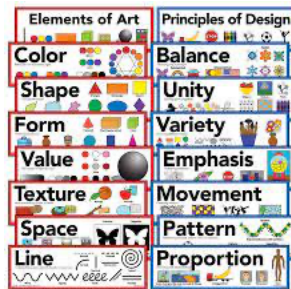 Elements of Art
Color
Shape
Form
Value
Texture
Space
Line
Principles of Design
Balance
Unity
Variety
Emphasis
Movement
Pattern
Proportion